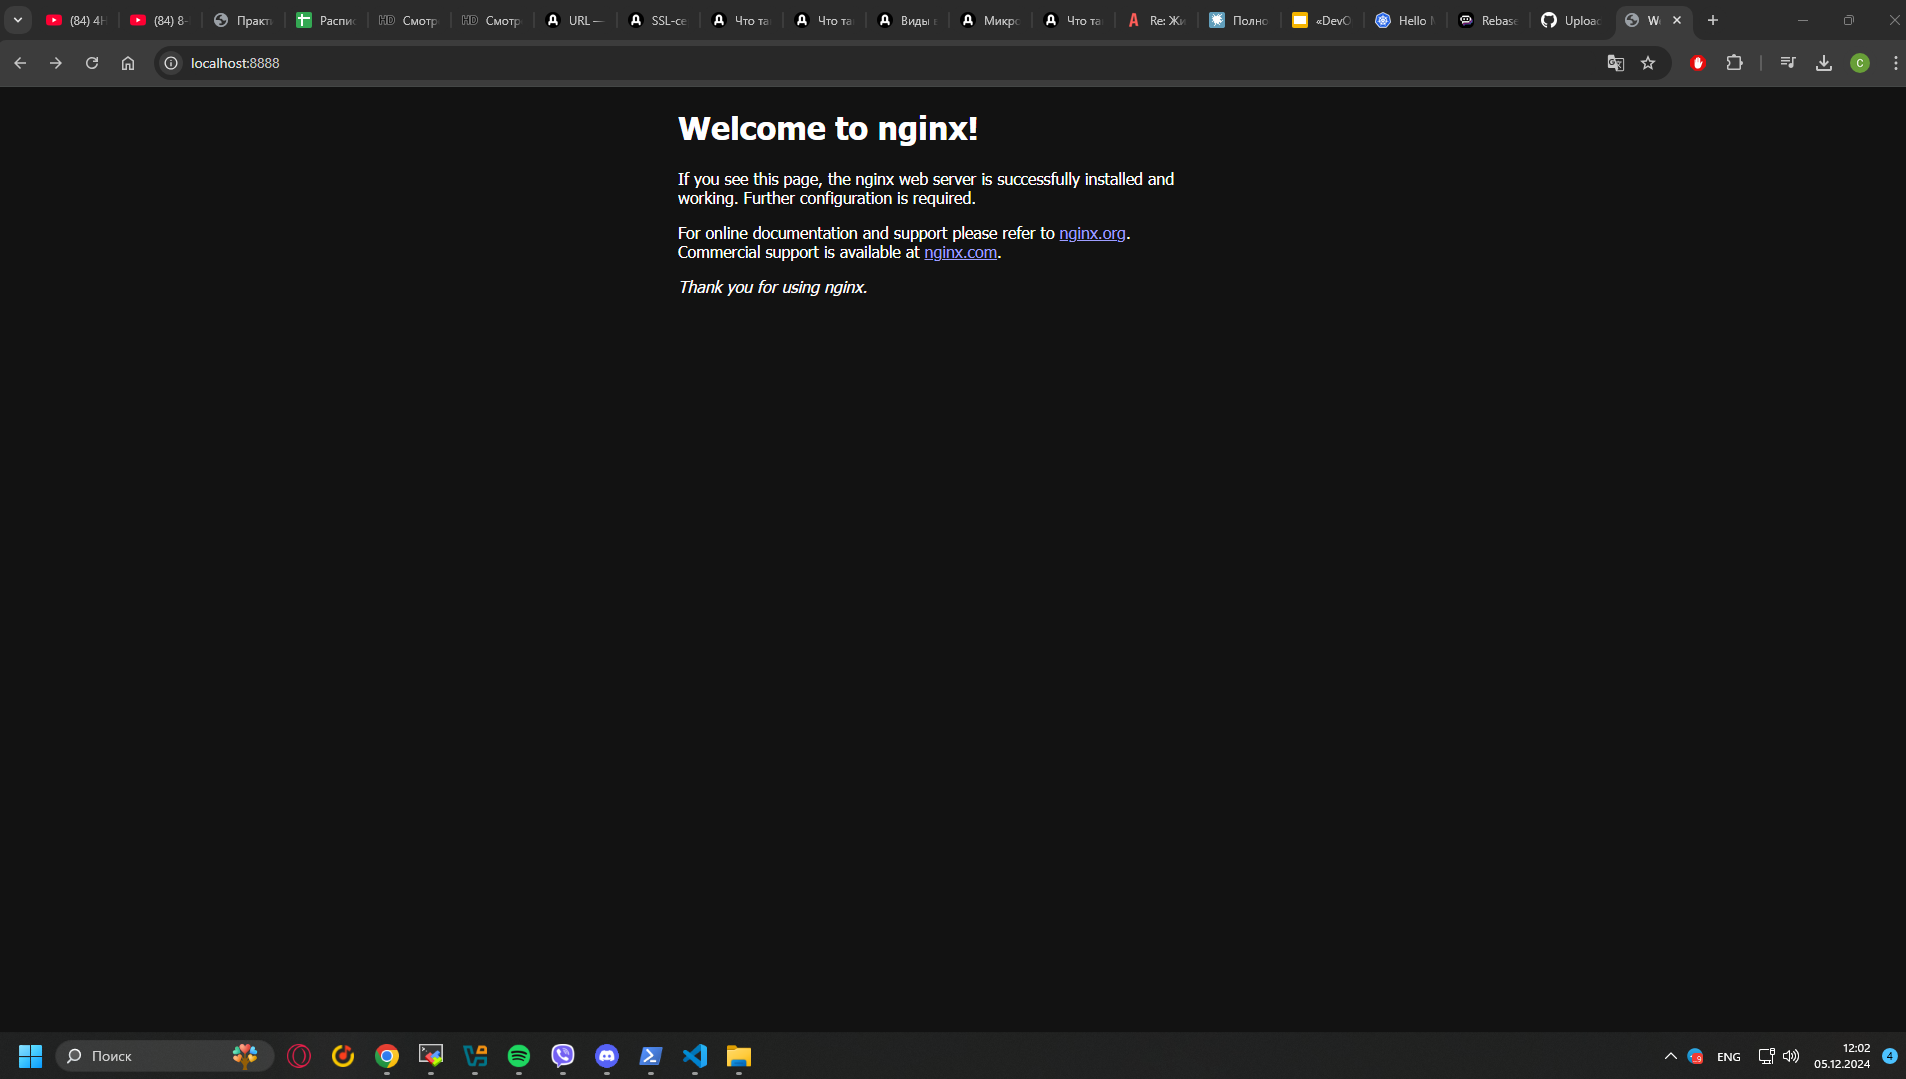 (84) 4H
(84) 8-
Практи
Распис
HD Смотр
HD Смотр
URL —
SSL-се
Что та
Что та
Виды в
Микро
Что та
Re: Жи
Полно
«DevO
Hello M
Rebase
Upload
We
localhost:8888
C
Welcome to nginx!
If you see this page, the nginx web server is successfully installed and
working. Further configuration is required.
For online documentation and support please refer to nginx.org.
Commercial support is available at nginx.com.
Thank you for using nginx.
Поиск
ENG
12:02
05.12.2024
4